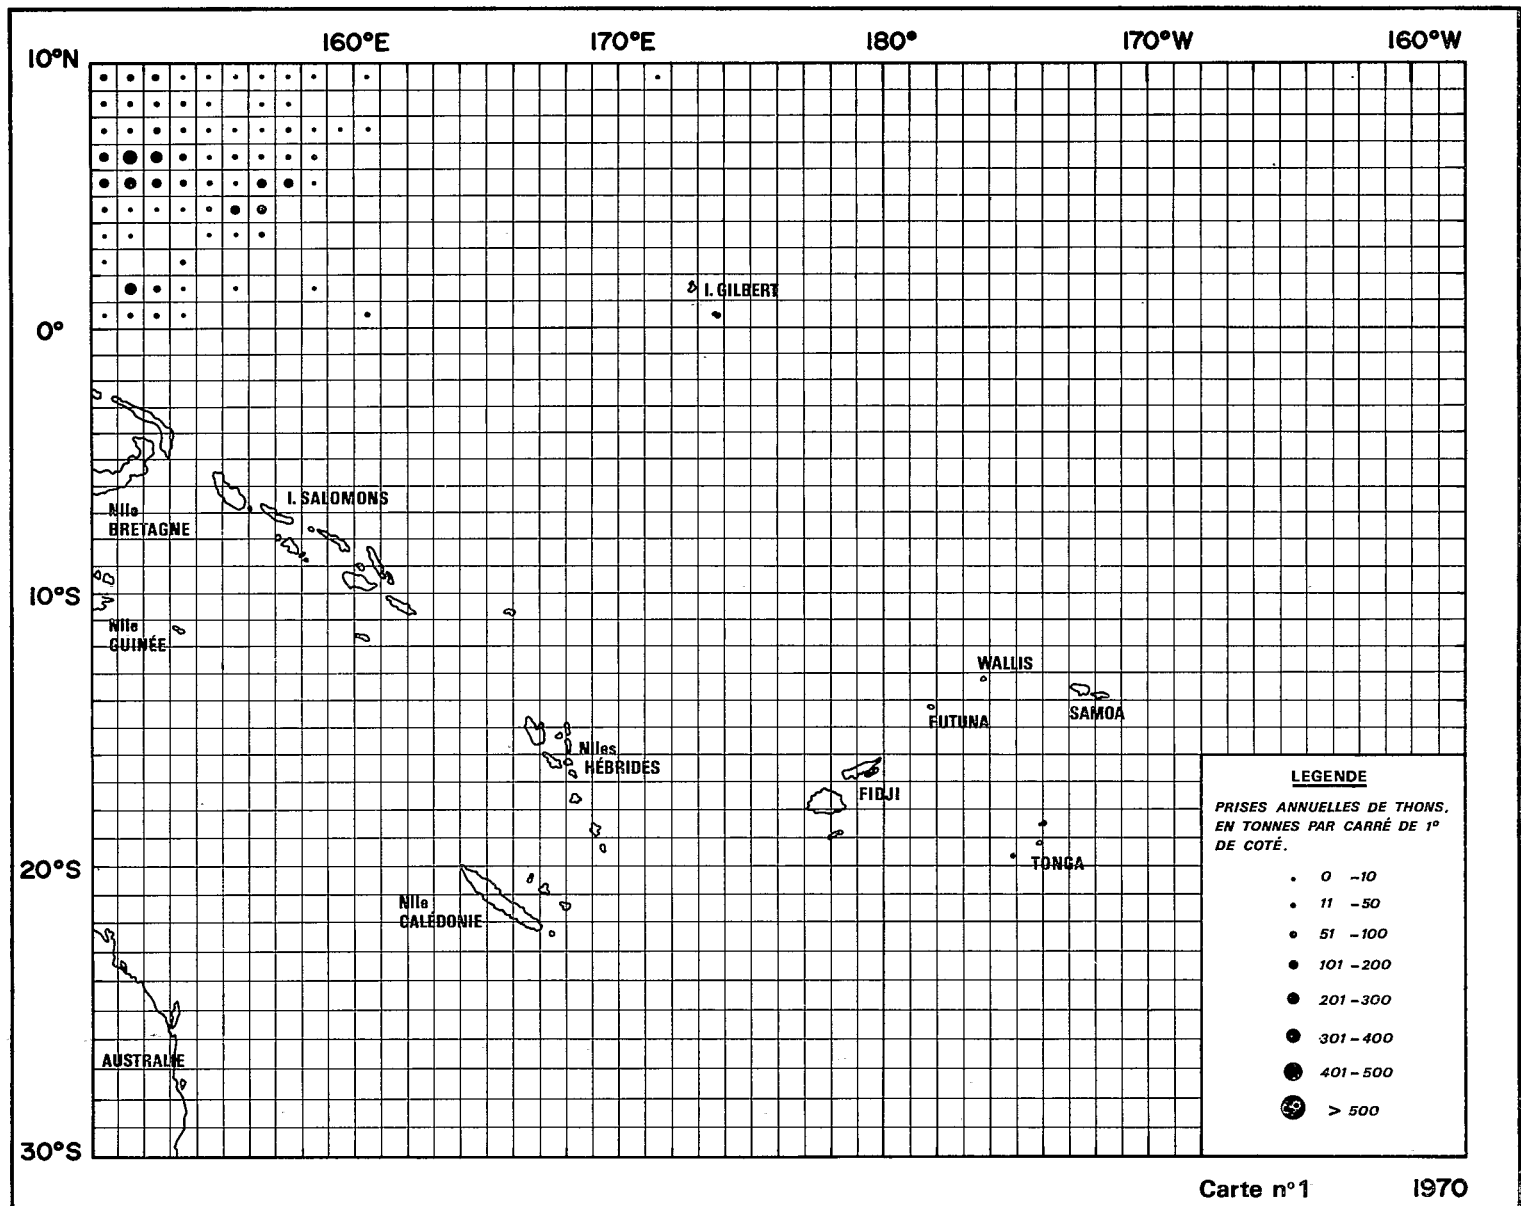 160°E 170°E 180° 170°W 160°W
10°N
I. GILBERT
0°
I. SALOMONS
Nlle
BRETAGNE
10°S
Nlle
GUINÉE
WALLIS
FUTUNA
SAMOA
Nlles
HÉBRIDES
FIDJI
TONGA
20°S
Nlle
CALÉDONIE
AUSTRALIE
30°S
LEGENDE
PRISES ANNUELLES DE THONS,
EN TONNES PAR CARRÉ DE 1°
DE COTÉ.
0 -10
11 -50
51 -100
101 -200
201 -300
301 -400
401 -500
> 500
Carte n°1 1970